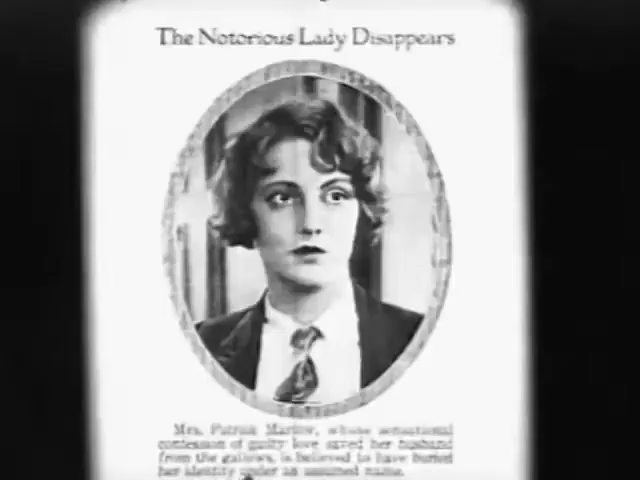 The Notorious Lady Disappears
Mrs. Patrick Marlow, whose sensational
confession of guilty love saved her husband
from the gallows, is believed to have buried
her identity under an assumed name.